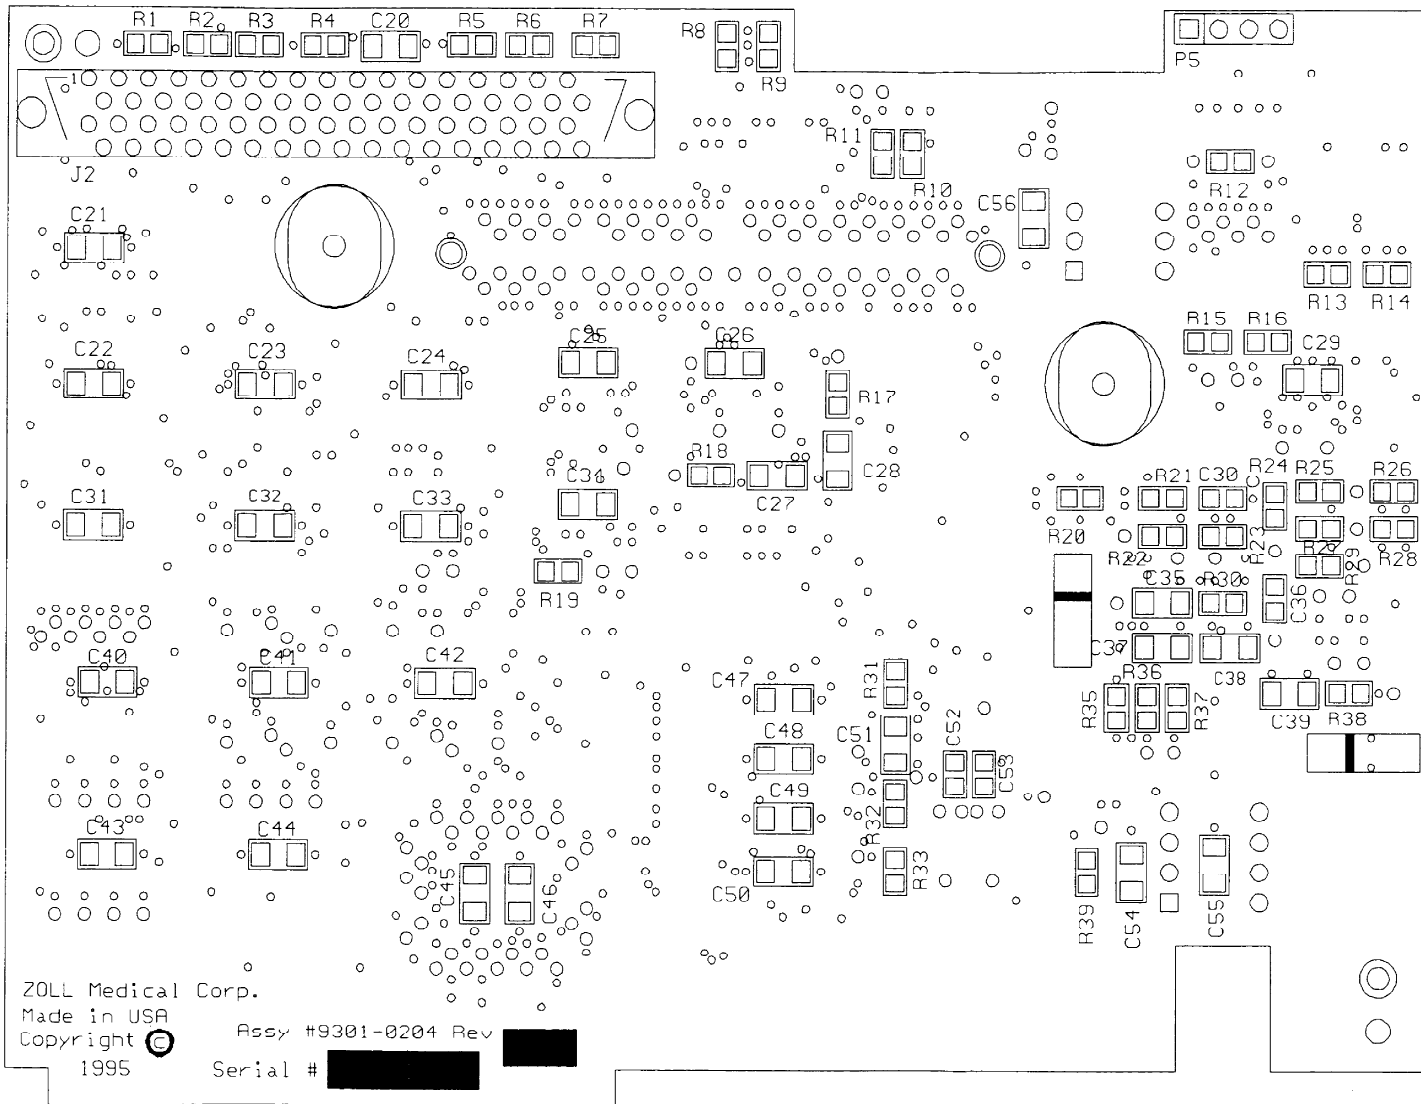 R1 R2 R3 R4 C20 R5 R6 R7
R8
R9
P5
1
J2
R11
R10
R12
C56
C21
R13 R14
R15 R16
C29
C22 C23 C24 C25 C26
R17
C28
R18
C27
C31 C32 C33 C34
R19
R20
R21 C30 R24 R25 R26
R22 R23 R27 R28
R29
C35 R30 C36
C37 C38
C
R36
R35 R37
C39 R38
C40 C41 C42
C47
C48
C49
C50
R31
C51
C52
C53
R32
R33
C43 C44
C45 C46
R39 C54 C55
ZOLL Medical Corp.
Made in USA
Copyright ©
1995
Assy #9301-0204 Rev
Serial #